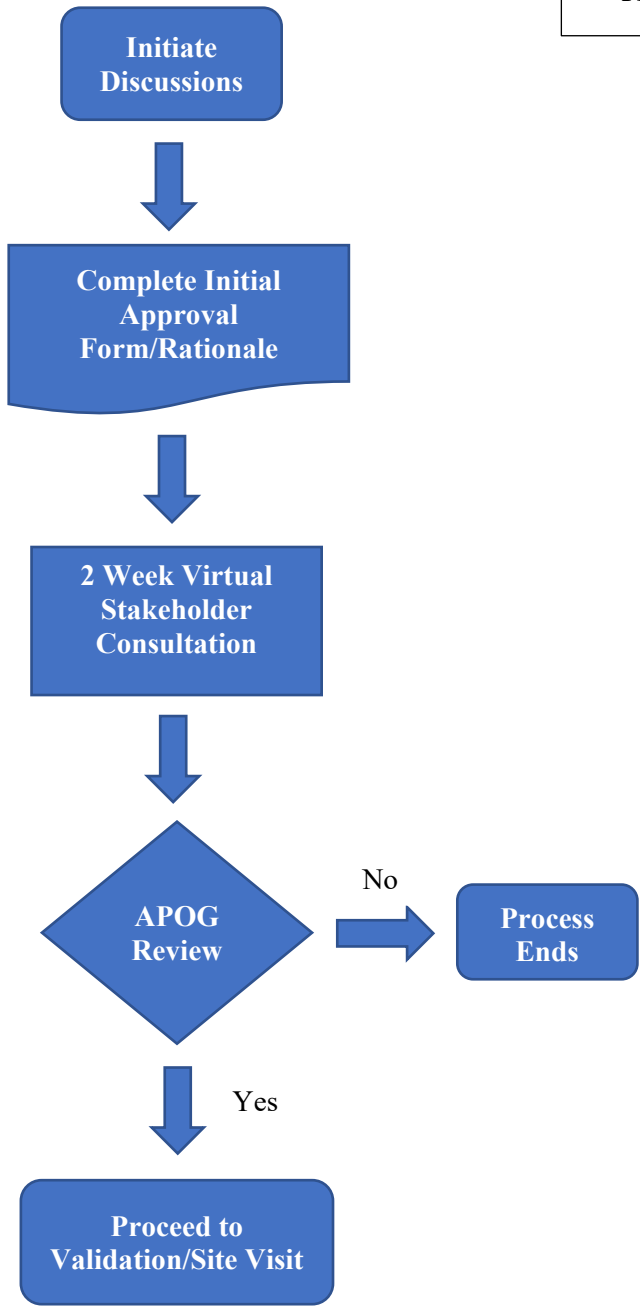 Initiate
Discussions
Complete Initial
Approval
Form/Rationale
2 Week Virtual
Stakeholder
Consultation
APOG
Review
No
Process
Ends
Yes
Proceed to
Validation/Site Visit